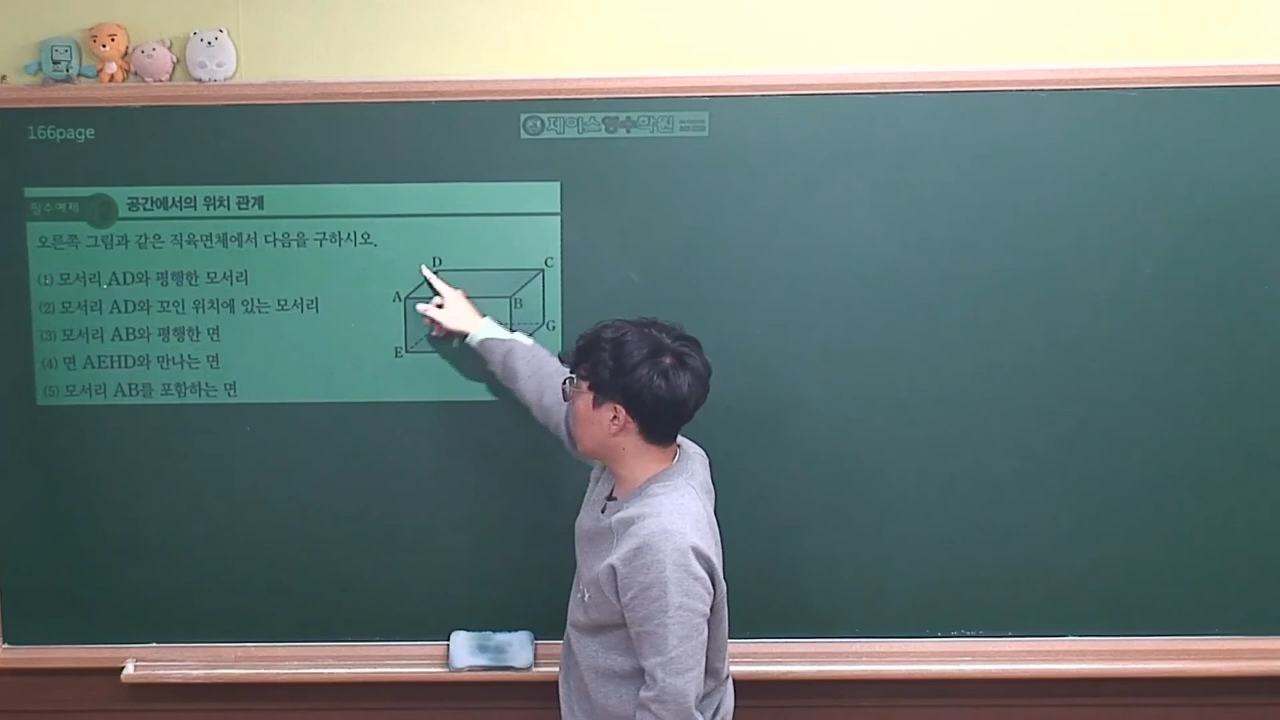 166page
제이스영수학원
필수예제
공간에서의 위치 관계
오른쪽 그림과 같은 직육면체에서 다음을 구하시오.
(1) 모서리 AD와 평행한 모서리
(2) 모서리 AD와 꼬인 위치에 있는 모서리
(3) 모서리 AB와 평행한 면
(4) 면 AEHD와 만나는 면
(5) 모서리 AB를 포함하는 면
D C
A B
G
E